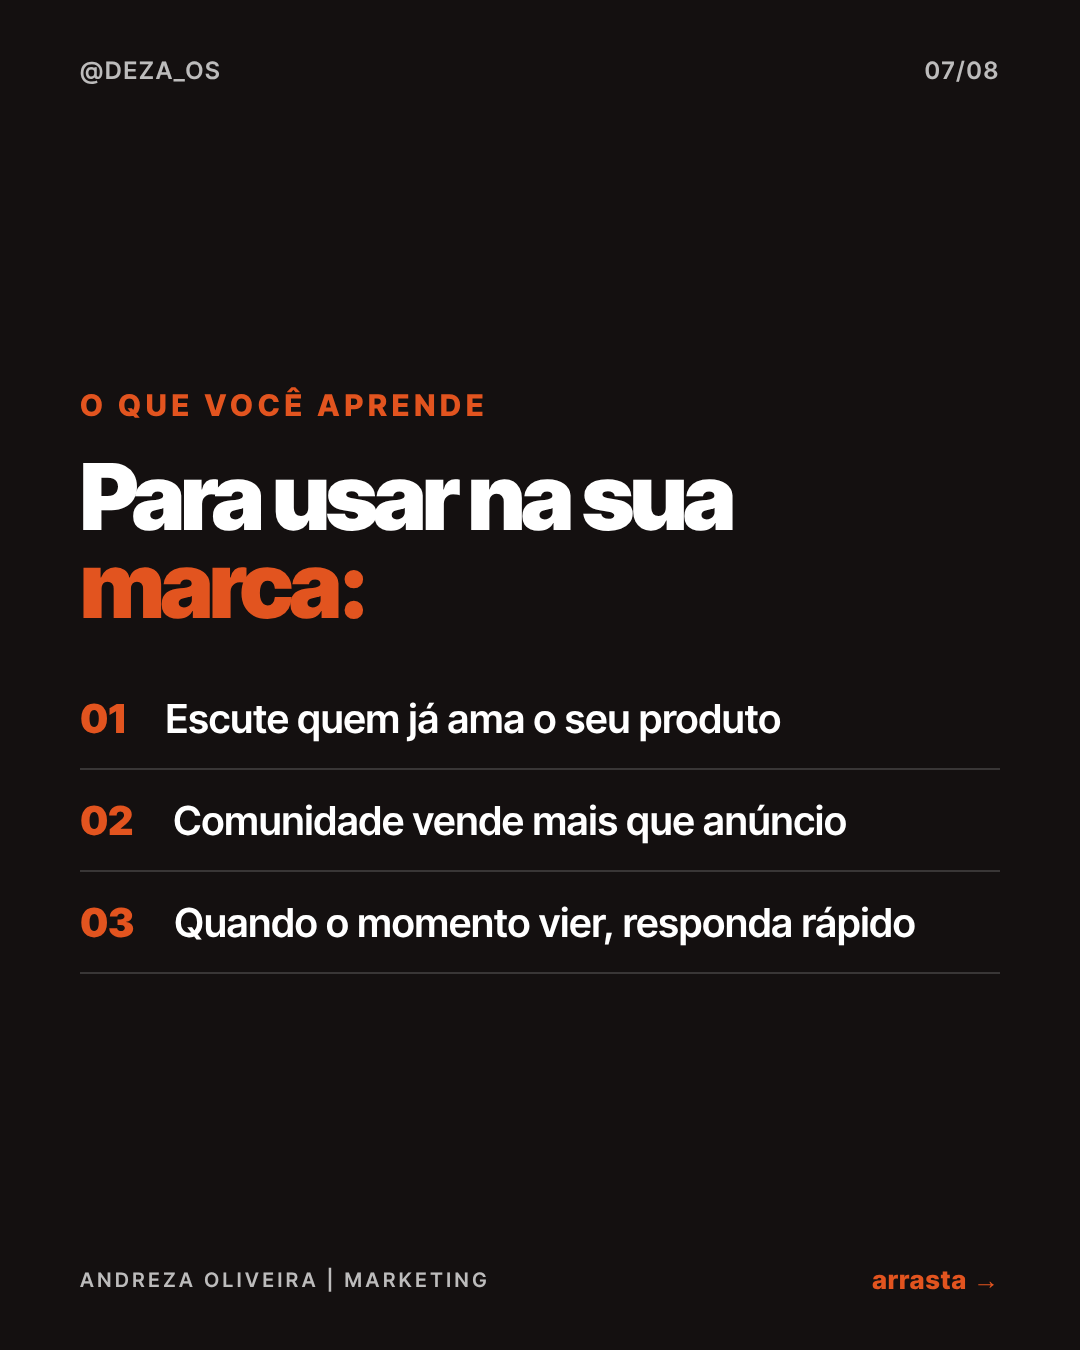 @DEZA_OS
07/08
O QUE VOCÊ APRENDE
Para usar na sua
marca:
01 Escute quem já ama o seu produto
02 Comunidade vende mais que anúncio
03 Quando o momento vier, responda rápido
ANDREZA OLIVEIRA | MARKETING
arrasta →